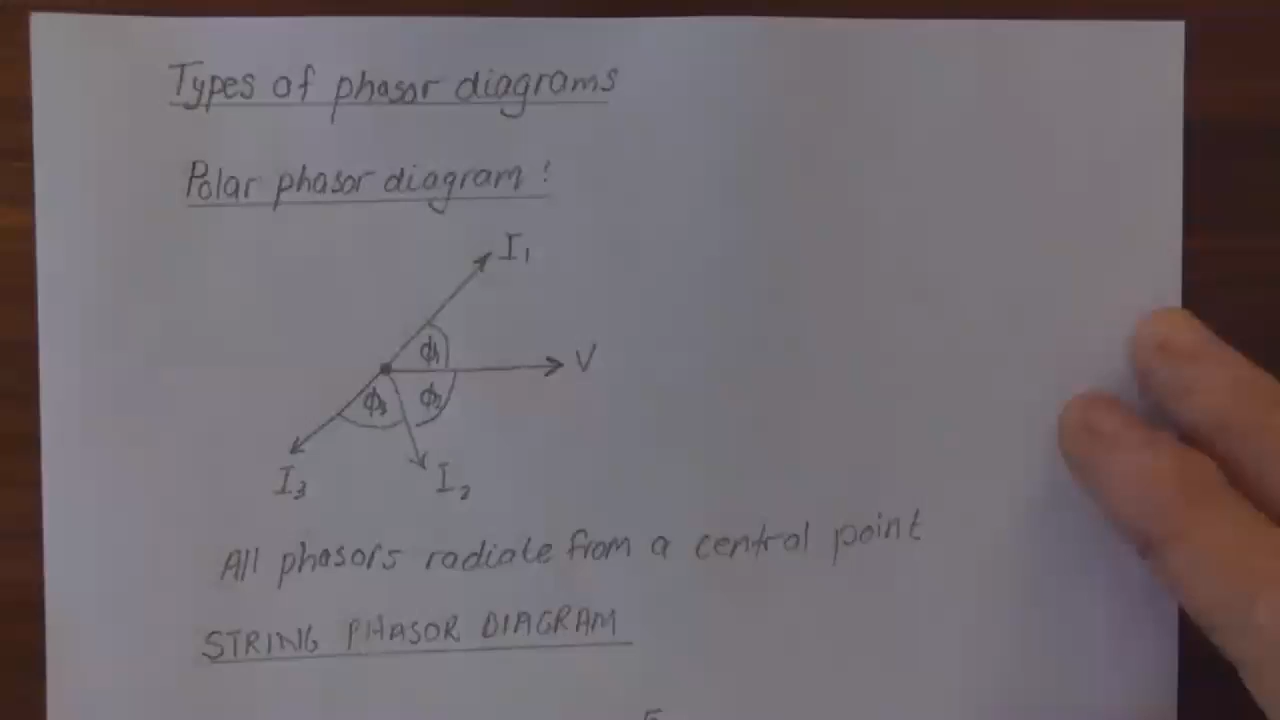 Types of phasor diagrams
Polar phasor diagram:
I₁
ϕ₁
V
ϕ₃
ϕ₂
I₃
I₂
All phasors radiate from a central point
STRING PHASOR DIAGRAM